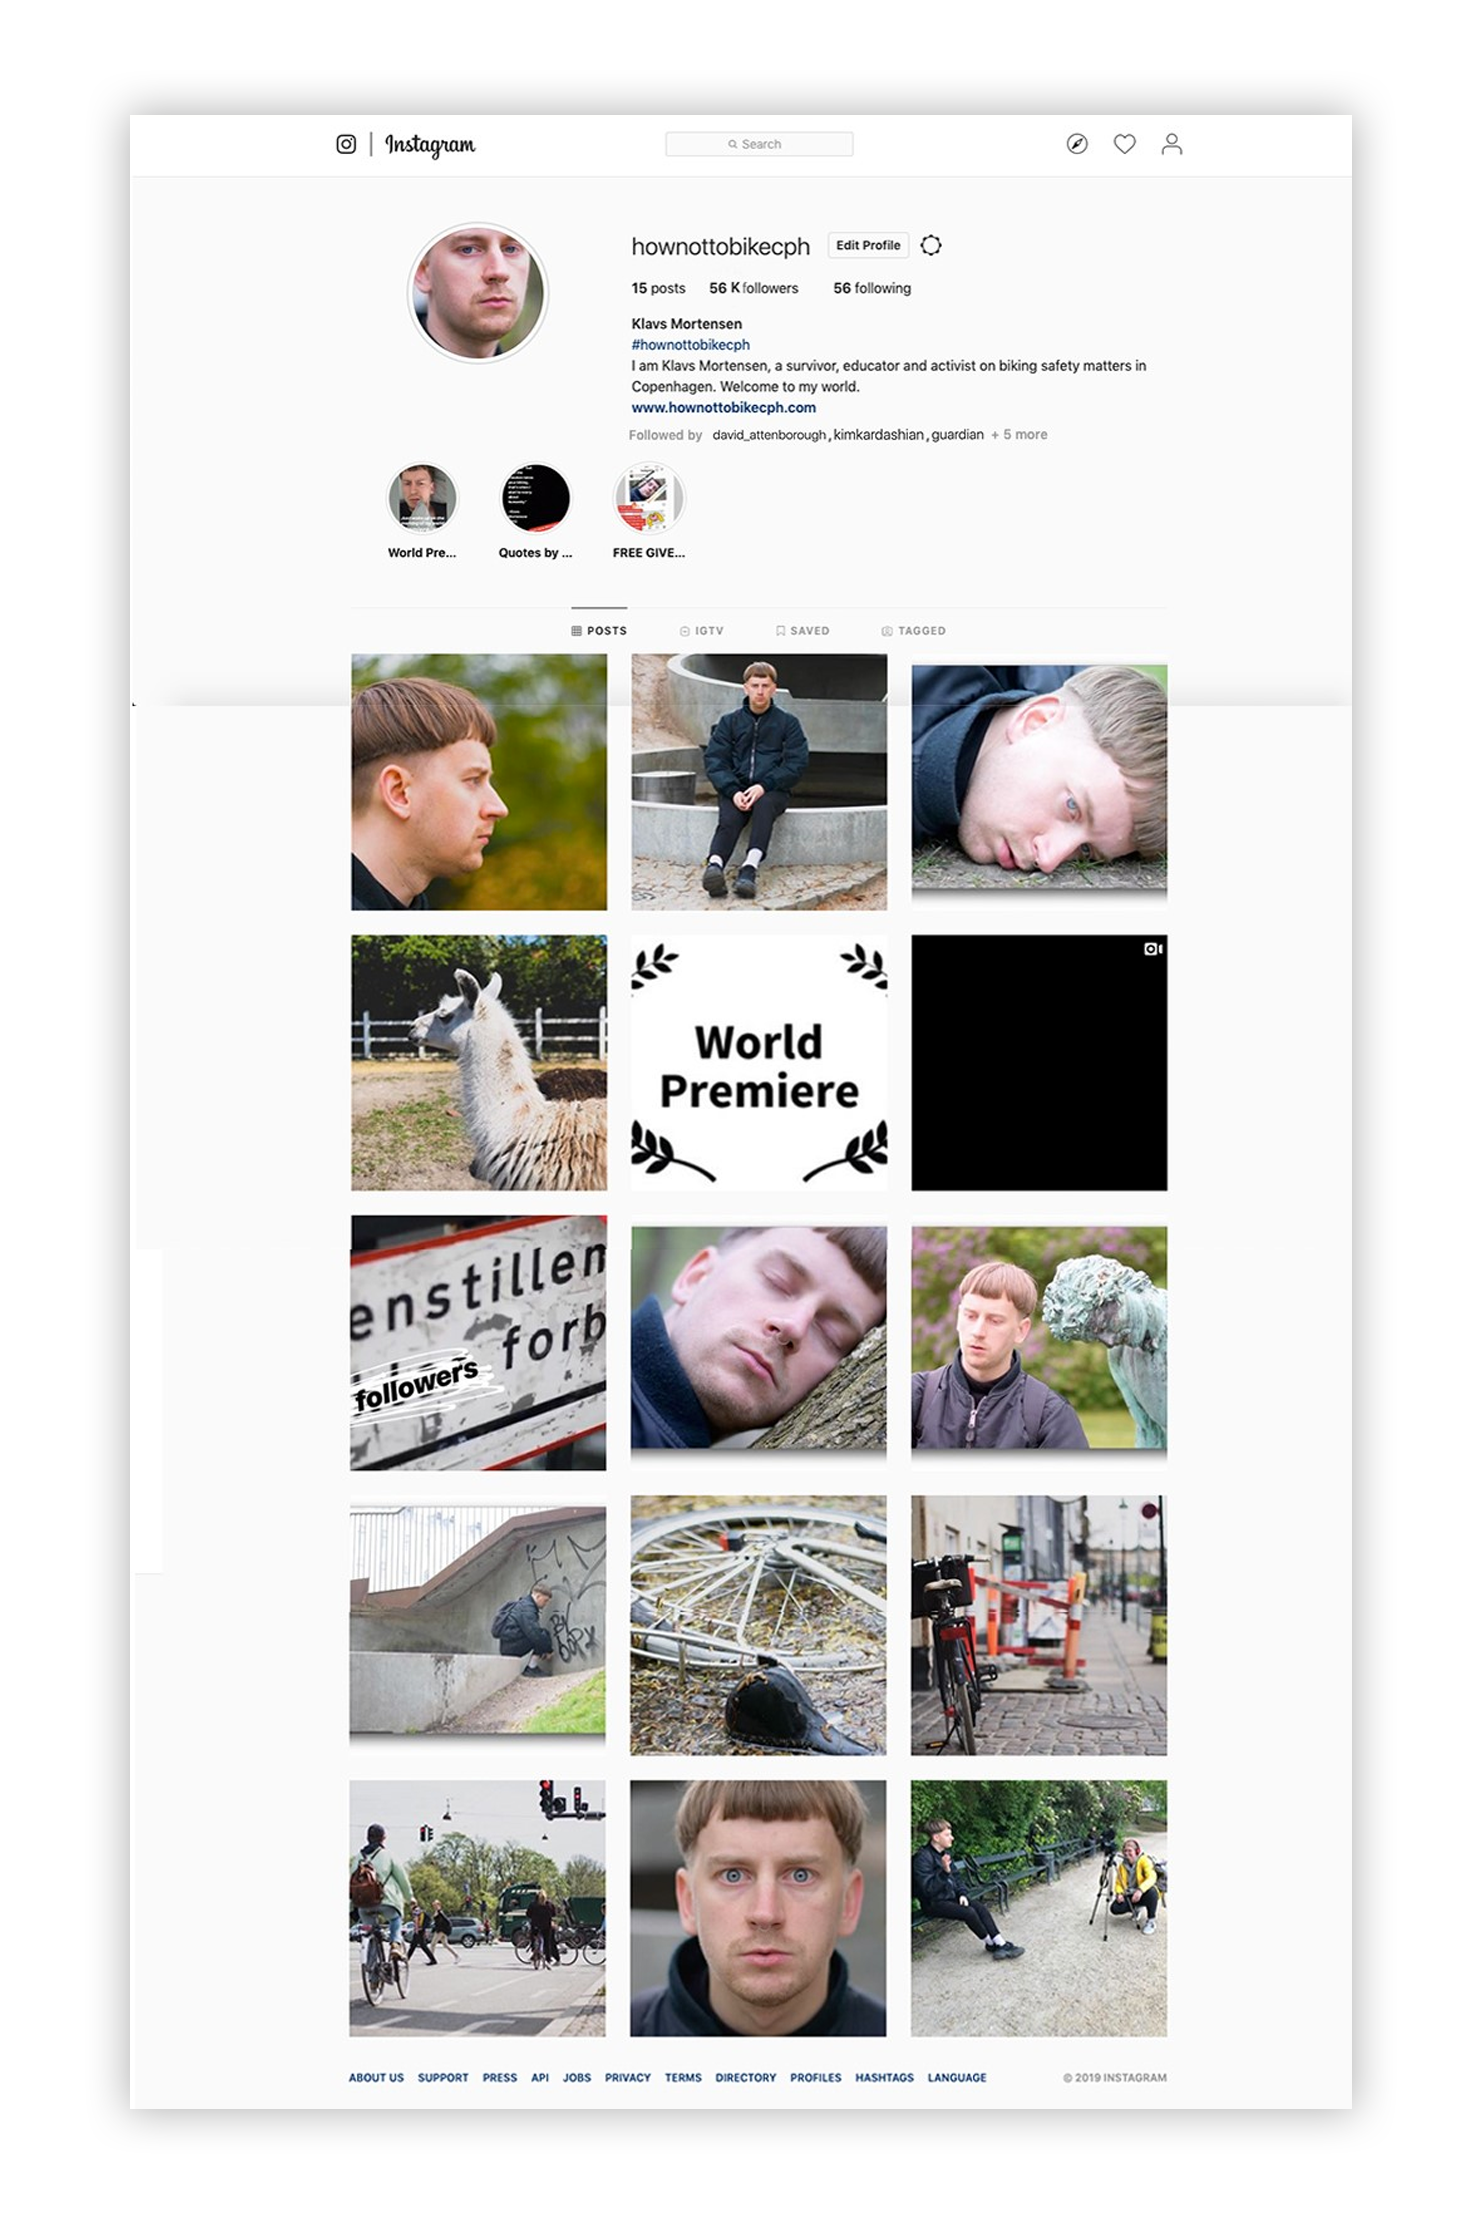 Instagram
Search
hownottobikecph
Edit Profile
15 posts 56 K followers 56 following
Klavs Mortensen
#hownottobikecph
I am Klavs Mortensen, a survivor, educator and activist on biking safety matters in
Copenhagen. Welcome to my world.
www.hownottobikecph.com
Followed by david_attenborough, kimkardashian, guardian + 5 more
World Pre...
Quotes by ...
FREE GIVE...
POSTS IGTV SAVED TAGGED
World
Premiere
enstillen
forb
followers
ABOUT US SUPPORT PRESS API JOBS PRIVACY TERMS DIRECTORY PROFILES HASHTAGS LANGUAGE
© 2019 INSTAGRAM